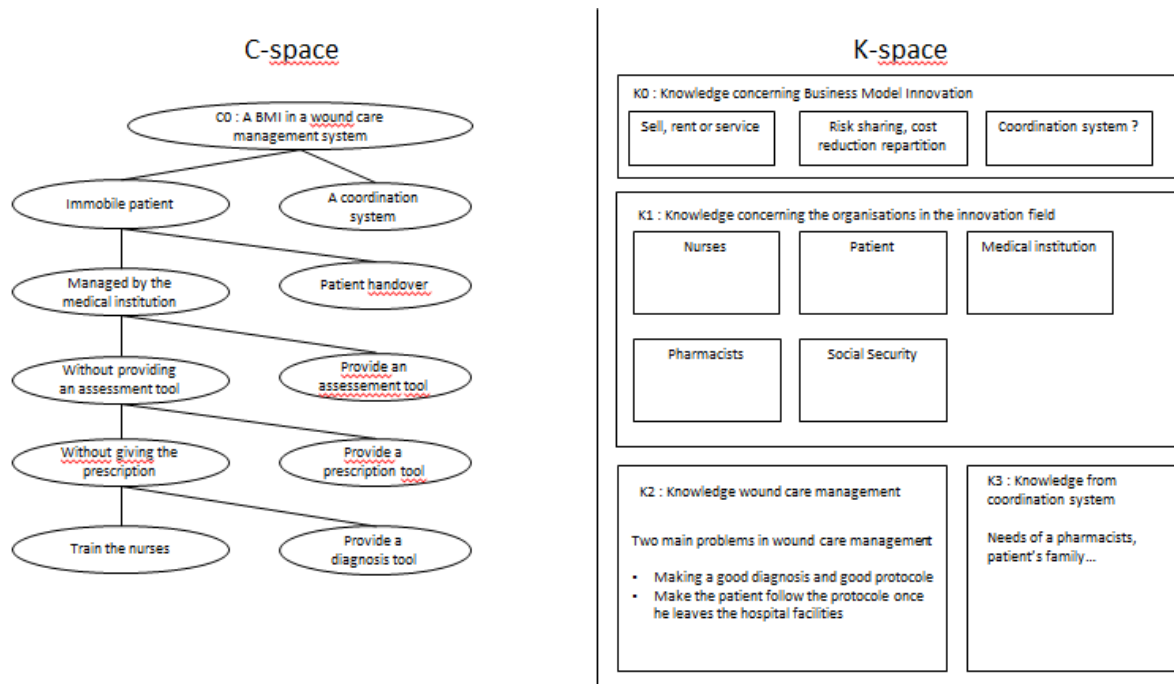 C-space
C0 : A BMI in a wound care
management system
Immobile patient
A coordination
system
Managed by the
medical institution
Patient handover
Without providing
an assessment tool
Provide an
assessement tool
Without giving the
prescription
Provide a
prescription tool
Train the nurses
Provide a
diagnosis tool
K-space
K0 : Knowledge concerning Business Model Innovation
Sell, rent or service
Risk sharing, cost
reduction repartition
Coordination system ?
K1 : Knowledge concerning the organisations in the innovation field
Nurses
Patient
Medical institution
Pharmacists
Social Security
K2 : Knowledge wound care management
Two main problems in wound care management
• Making a good diagnosis and good protocole
• Make the patient follow the protocole once
he leaves the hospital facilities
K3 : Knowledge from
coordination system
Needs of a pharmacists,
patient's family...